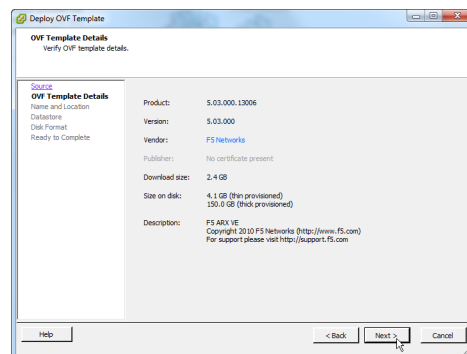 Deploy OVF Template
OVF Template Details
Verify OVF template details.
Source
OVF Template Details
Name and Location
Datastore
Disk Format
Ready to Complete
Product: 5.03.000.13006
Version: 5.03.000
Vendor: F5 Networks
Publisher: No certificate present
Download size: 2.4 GB
Size on disk: 4.1 GB (thin provisioned)
150.0 GB (thick provisioned)
Description: F5 ARX VE
Copyright 2010 F5 Networks (http://www.f5.com)
For support please visit http://support.f5.com
Help
< Back
Next >
Cancel